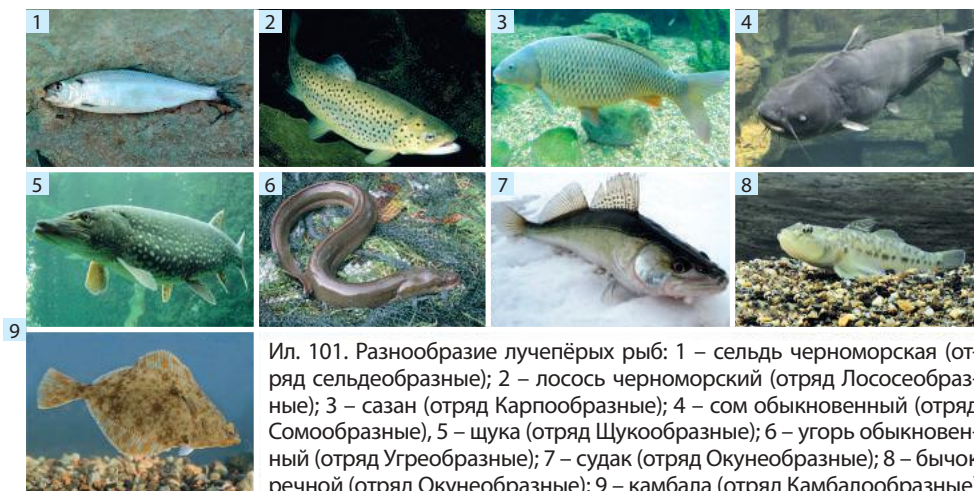 1
2
3
4
5
6
7
8
9
Ил. 101. Разнообразие лучепёрых рыб: 1 – сельдь черноморская (от-
ряд сельдеобразные); 2 – лосось черноморский (отряд Лососеобраз-
ные); 3 – сазан (отряд Карпообразные); 4 – сом обыкновенный (отряд
Сомообразные), 5 – щука (отряд Щукообразные); 6 – угорь обыкновен-
ный (отряд Угреобразные); 7 – судак (отряд Окунеобразные); 8 – бычок
речной (отряд Окунеобразные); 9 – камбала (отряд Камбалообразные